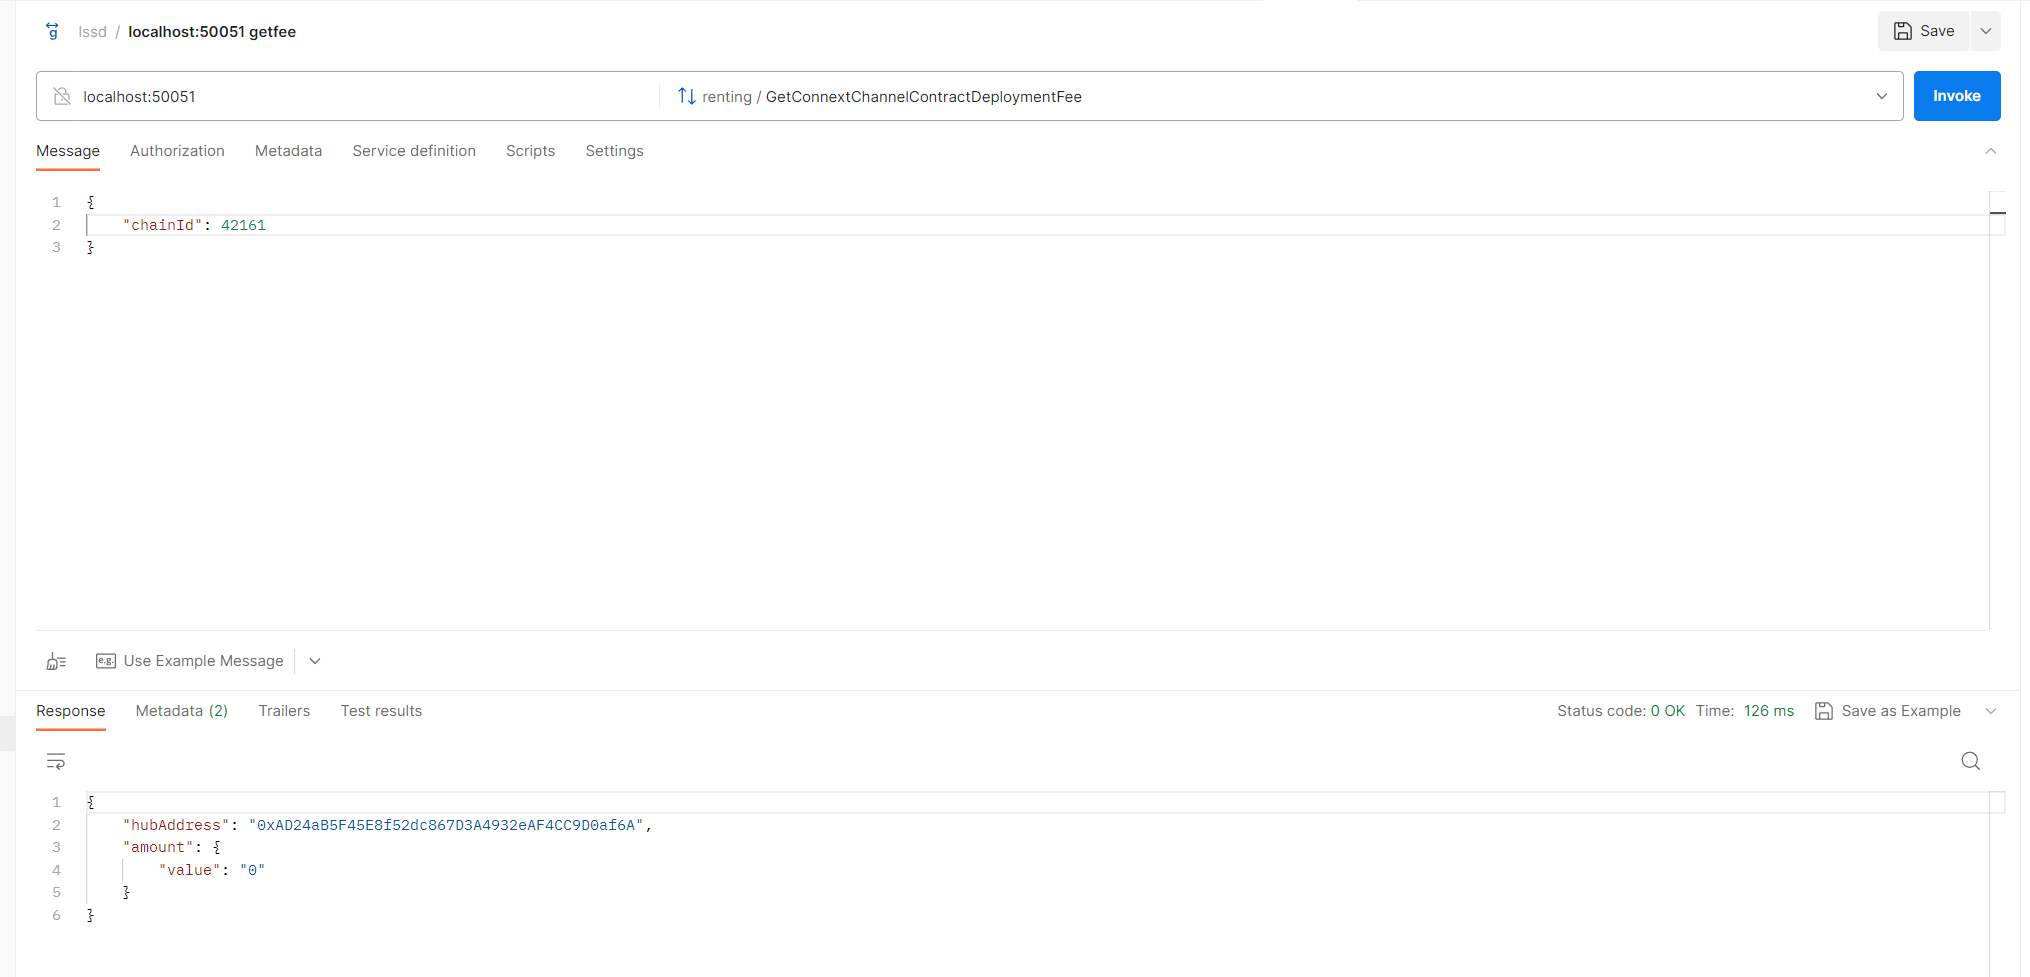 lssd / localhost:50051 getfee
Save
localhost:50051
renting / GetConnextChannelContractDeploymentFee
Invoke
Message Authorization Metadata Service definition Scripts Settings
1 {
2 "chainId": 42161
3 }
e.g. Use Example Message
Response Metadata (2) Trailers Test results Status code: 0 OK Time: 126 ms Save as Example
1 {
2 "hubAddress": "0xAD24aB5F45E8f52dc867D3A4932eAF4CC9D0af6A",
3 "amount": {
4 "value": "0"
5 }
6 }